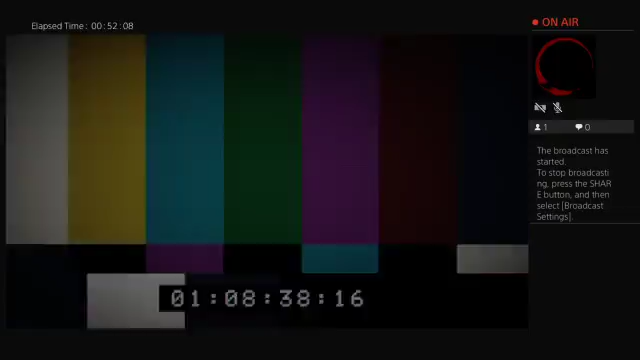 Elapsed Time : 00:52:08
ON AIR
1
0
The broadcast has
started.
To stop broadcasti
ng, press the SHAR
E button, and then
select [Broadcast
Settings].
01:08:38:16